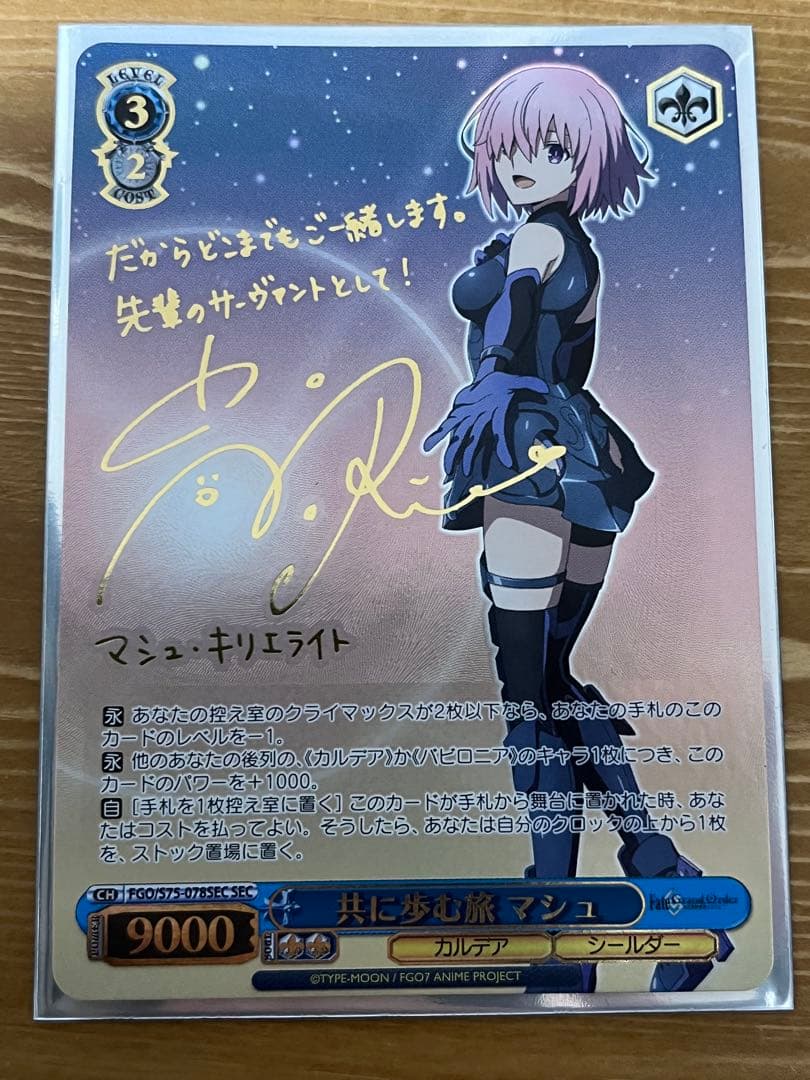 LEVEL
3
2
COST
だからどこまでもご一緒します。
先輩のサーヴァントとして!
マシュ・キリエライト
永 あなたの控え室のクライマックスが2枚以下なら、あなたの手札のこの
カードのレベルを-1。
永 他のあなたの後列の、《カルデア》か《バビロニア》のキャラ1枚につき、この
カードのパワーを+1000。
自 [手札を1枚控え室に置く] このカードが手札から舞台に置かれた時、あな
たはコストを払ってよい。そうしたら、あなたは自分のクロックの上から1枚
を、ストック置場に置く。
CH FGO/S75-078SEC SEC
共に歩む旅 マシュ
Fate Grand Order
9000
カルデア シールダー
©TYPE-MOON / FGO7 ANIME PROJECT